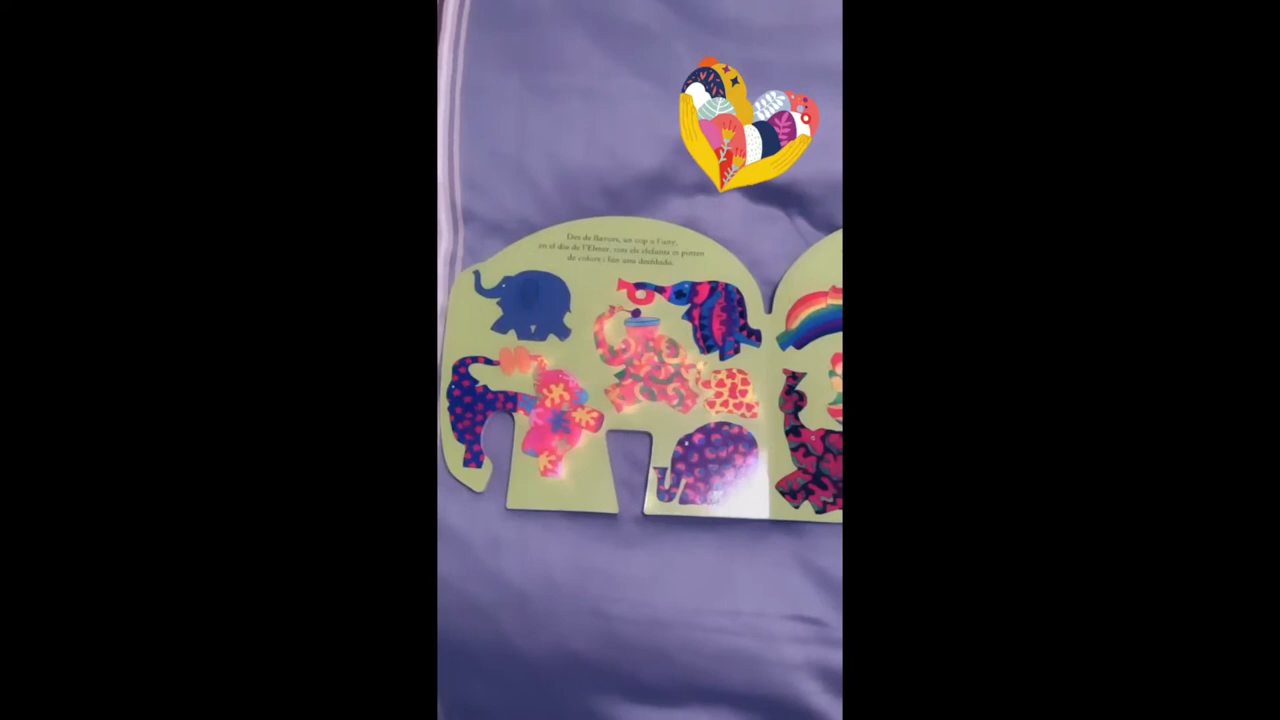 Des de llavors, un cop a l'any,
en el dia de l'Elmer, tots els elefants es pinten
de colors i fan una desfilada.